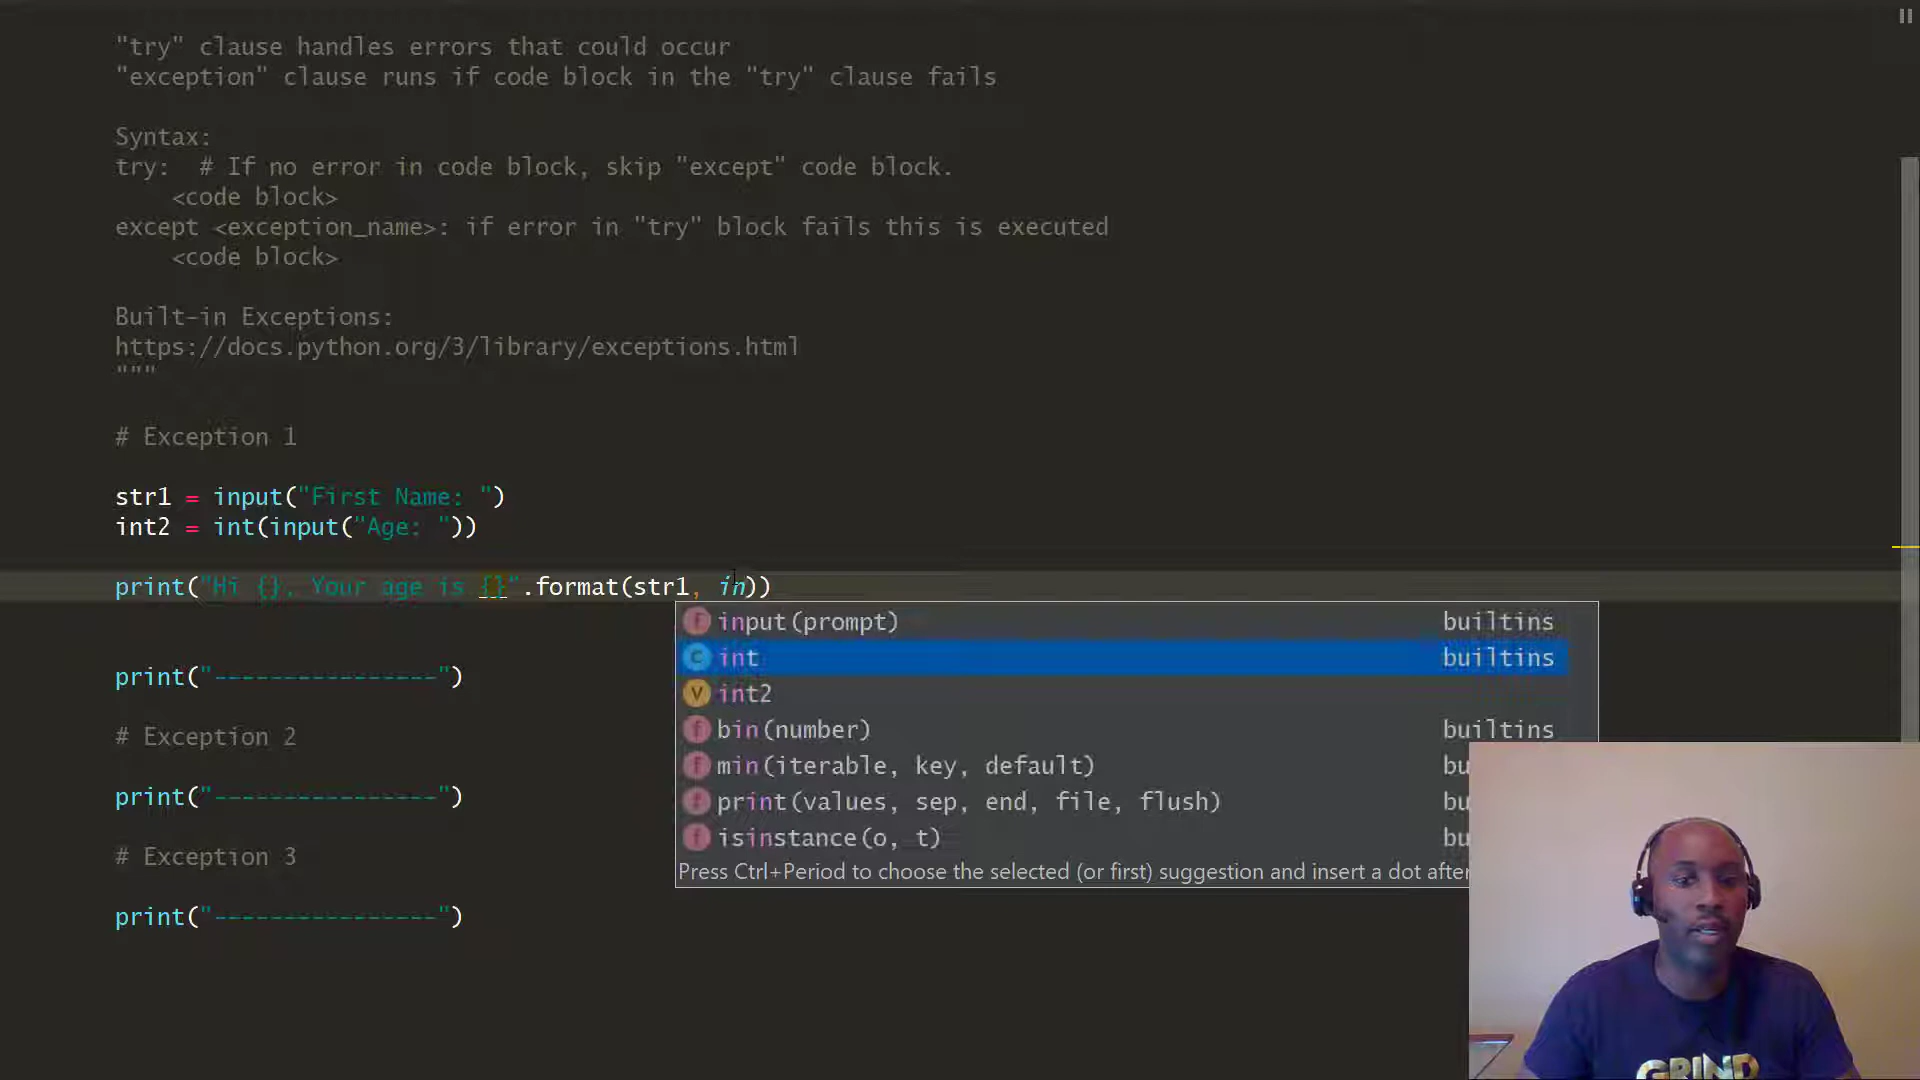 "try" clause handles errors that could occur
"exception" clause runs if code block in the "try" clause fails
Syntax:
try:  # If no error in code block, skip "except" code block.
    <code block>
except <exception_name>: if error in "try" block fails this is executed
    <code block>
Built-in Exceptions:
https://docs.python.org/3/library/exceptions.html
"""
# Exception 1
str1 = input("First Name: ")
int2 = int(input("Age: "))
print("Hi {}. Your age is {}".format(str1, in))
input(prompt) builtins
int builtins
int2
bin(number) builtins
min(iterable, key, default) bu
print(values, sep, end, file, flush) bu
isinstance(o, t) bu
Press Ctrl+Period to choose the selected (or first) suggestion and insert a dot after
print("----------------")
# Exception 2
print("----------------")
# Exception 3
print("----------------")
GRIND